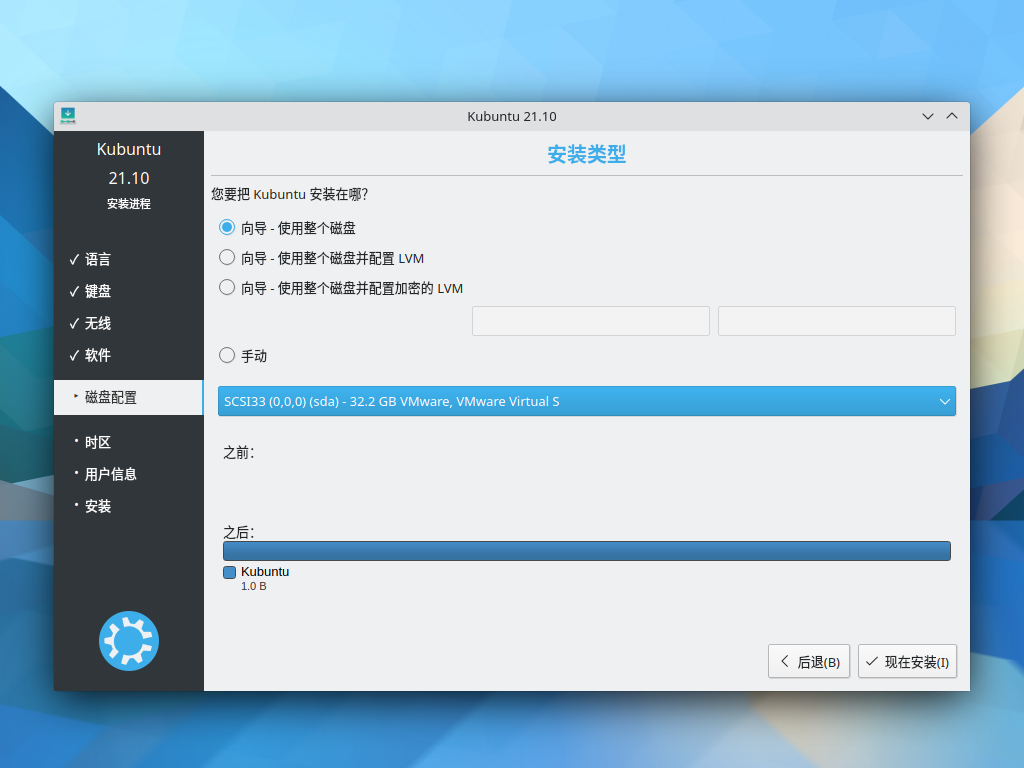 Kubuntu 21.10
Kubuntu
21.10
安装进程
语言
键盘
无线
软件
磁盘配置
时区
用户信息
安装
安装类型
您要把 Kubuntu 安装在哪?
向导 - 使用整个磁盘
向导 - 使用整个磁盘并配置 LVM
向导 - 使用整个磁盘并配置加密的 LVM
手动
SCSI33 (0,0,0) (sda) - 32.2 GB VMware, VMware Virtual S
之前:
之后:
Kubuntu
1.0 B
后退(B)
现在安装(I)